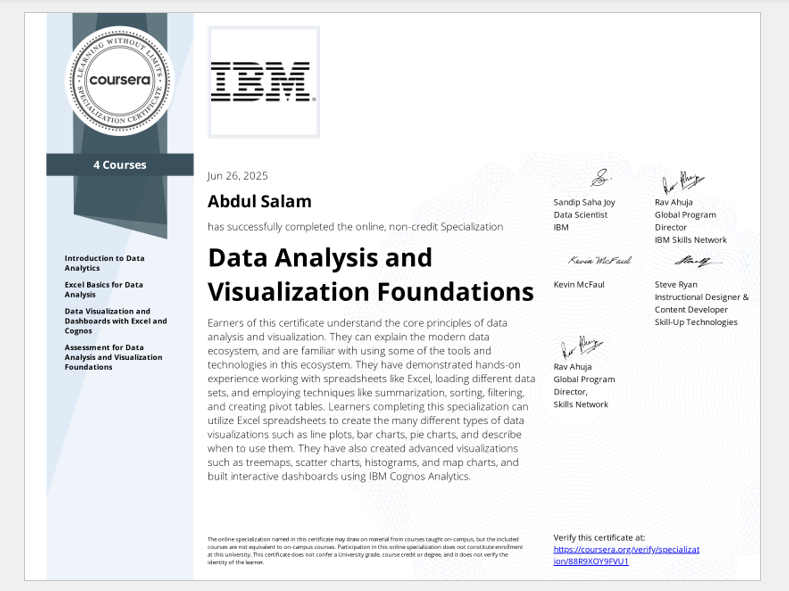 LEARNING WITHOUT LIMITS
coursera
SPECIALIZATION CERTIFICATE
IBM
4 Courses
Introduction to Data
Analytics
Excel Basics for Data
Analysis
Data Visualization and
Dashboards with Excel and
Cognos
Assessment for Data
Analysis and Visualization
Foundations
Jun 26, 2025
Abdul Salam
has successfully completed the online, non-credit Specialization
Data Analysis and
Visualization Foundations
Earners of this certificate understand the core principles of data
analysis and visualization. They can explain the modern data
ecosystem, and are familiar with using some of the tools and
technologies in this ecosystem. They have demonstrated hands-on
experience working with spreadsheets like Excel, loading different data
sets, and employing techniques like summarization, sorting, filtering,
and creating pivot tables. Learners completing this specialization can
utilize Excel spreadsheets to create the many different types of data
visualizations such as line plots, bar charts, pie charts, and describe
when to use them. They have also created advanced visualizations
such as treemaps, scatter charts, histograms, and map charts, and
built interactive dashboards using IBM Cognos Analytics.
Sandip Saha Joy
Data Scientist
IBM
Rav Ahuja
Global Program
Director
IBM Skills Network
Kevin McFaul
Kevin McFaul
Steve Ryan
Instructional Designer &
Content Developer
Skill-Up Technologies
Rav Ahuja
Global Program
Director,
Skills Network
The online specialization named in this certificate may draw on material from courses taught on-campus, but the included
courses are not equivalent to on-campus courses. Participation in this online specialization does not constitute enrollment
at this university. This certificate does not confer a University grade, course credit or degree, and it does not verify the
identity of the learner.
Verify this certificate at:
https://coursera.org/verify/specializat
ion/B8R9XOY9FVU1